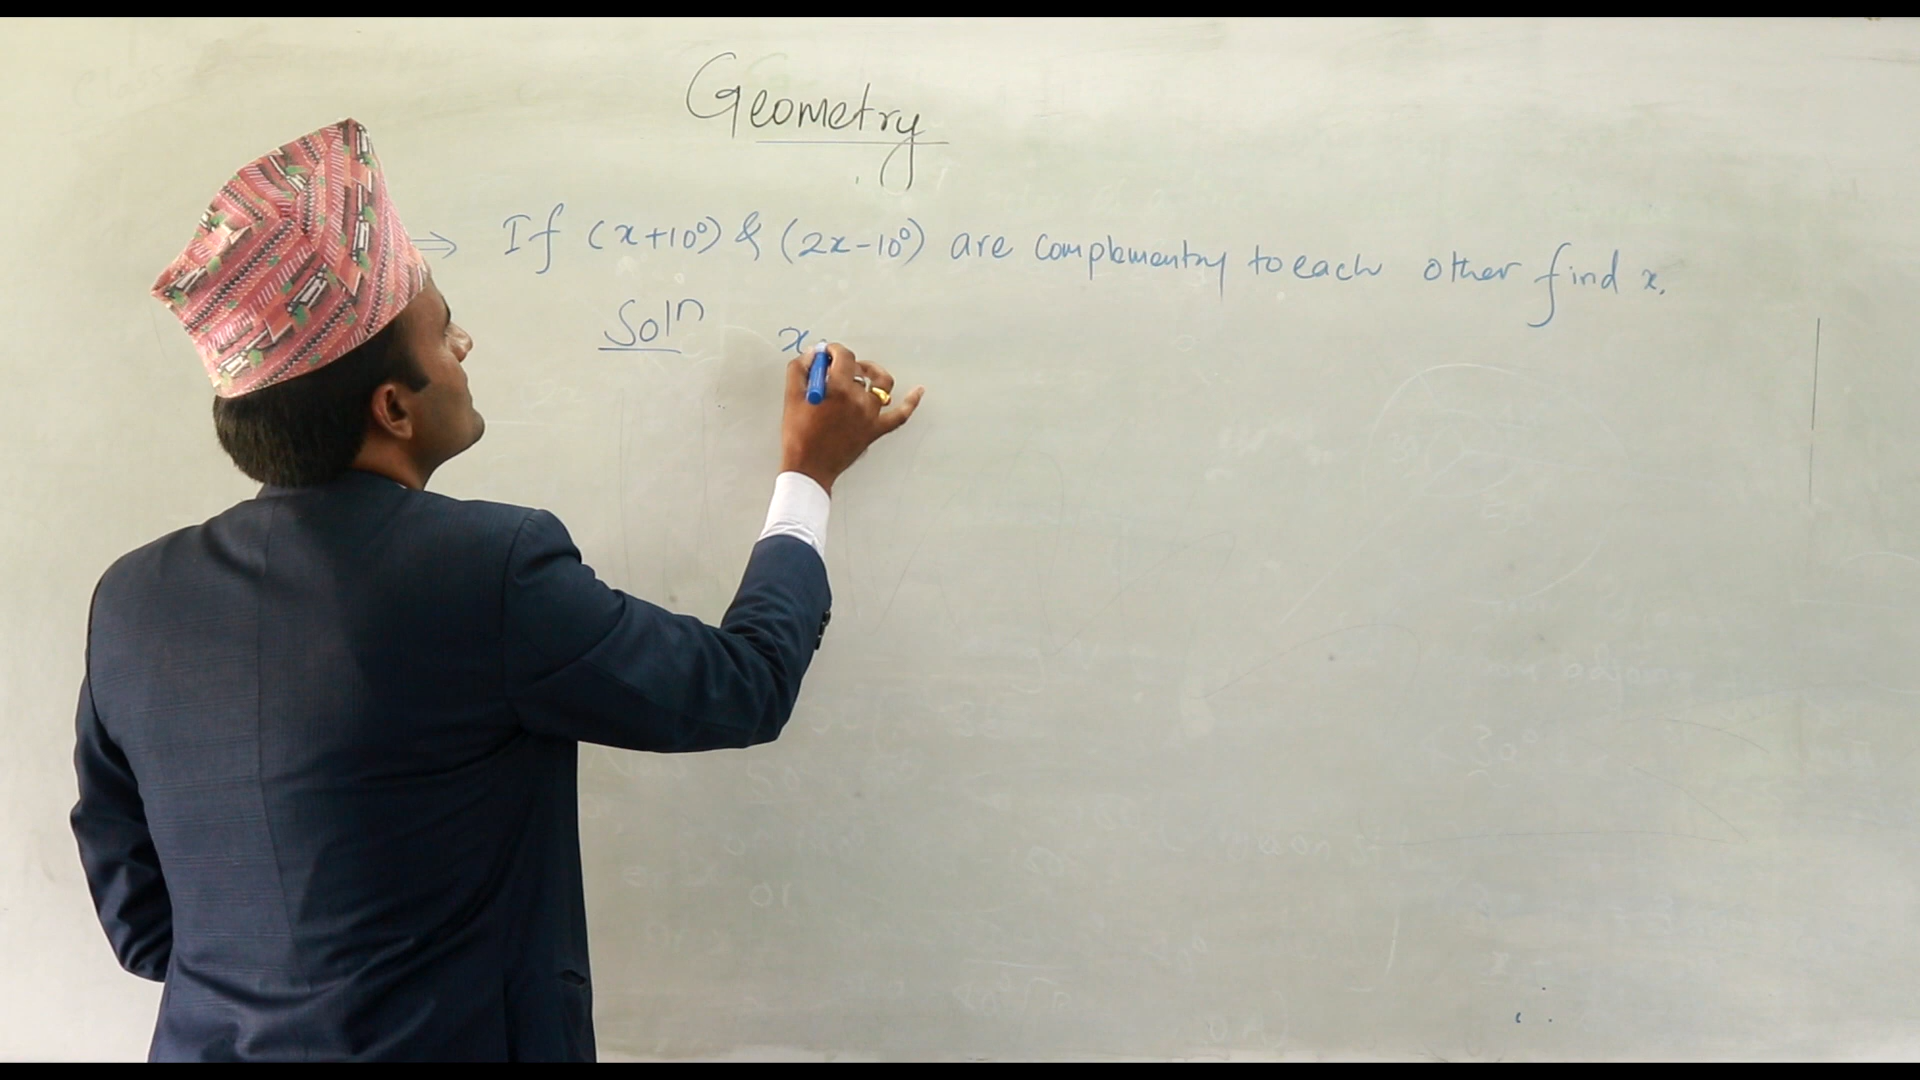 Geometry
⇒ If (x+10°) & (2x-10°) are complementry to each other find x.
Solⁿ x